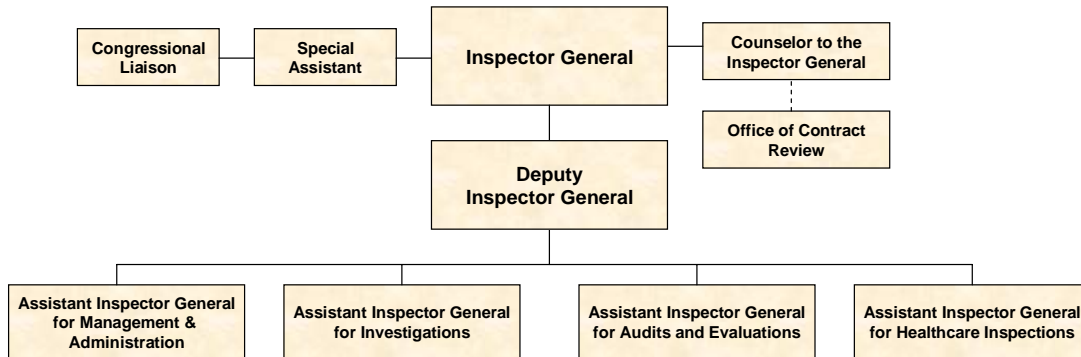 Congressional
Liaison
Special
Assistant
Inspector General
Counselor to the
Inspector General
Office of Contract
Review
Deputy
Inspector General
Assistant Inspector General
for Management &
Administration
Assistant Inspector General
for Investigations
Assistant Inspector General
for Audits and Evaluations
Assistant Inspector General
for Healthcare Inspections